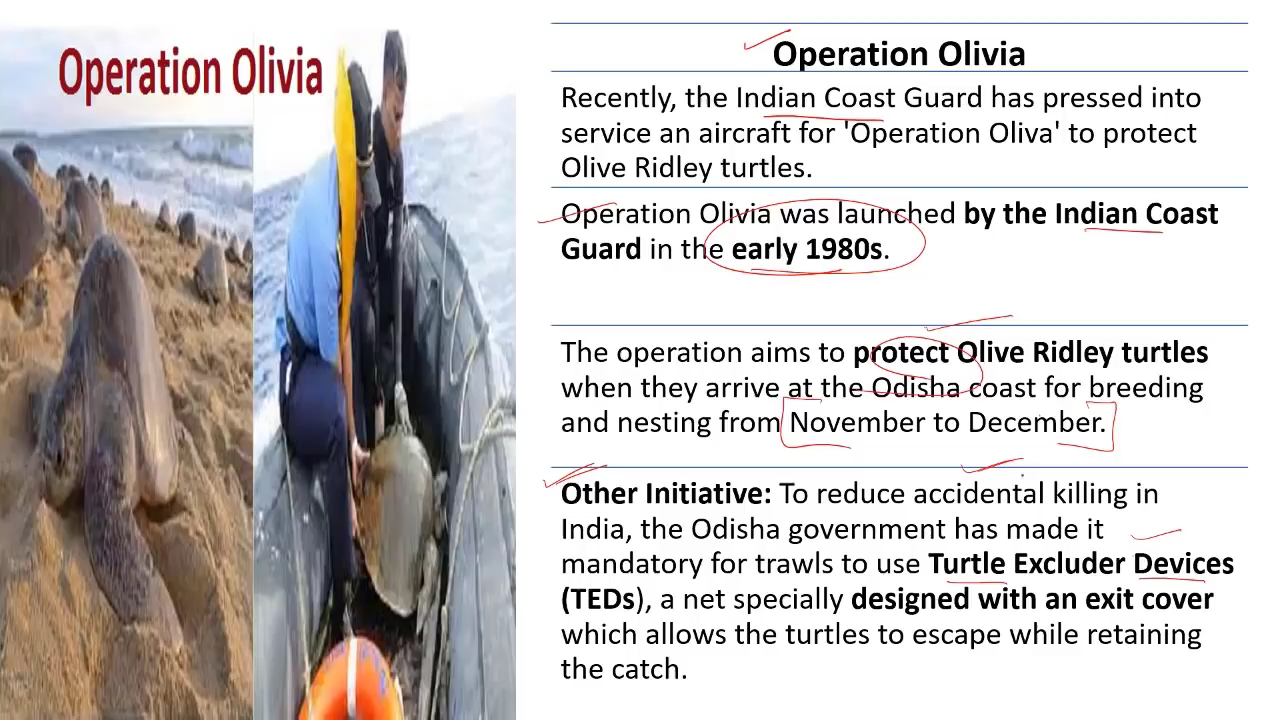 Operation Olivia
Operation Olivia
Recently, the Indian Coast Guard has pressed into
service an aircraft for 'Operation Oliva' to protect
Olive Ridley turtles.
Operation Olivia was launched by the Indian Coast
Guard in the early 1980s.
The operation aims to protect Olive Ridley turtles
when they arrive at the Odisha coast for breeding
and nesting from November to December.
Other Initiative: To reduce accidental killing in
India, the Odisha government has made it
mandatory for trawls to use Turtle Excluder Devices
(TEDs), a net specially designed with an exit cover
which allows the turtles to escape while retaining
the catch.